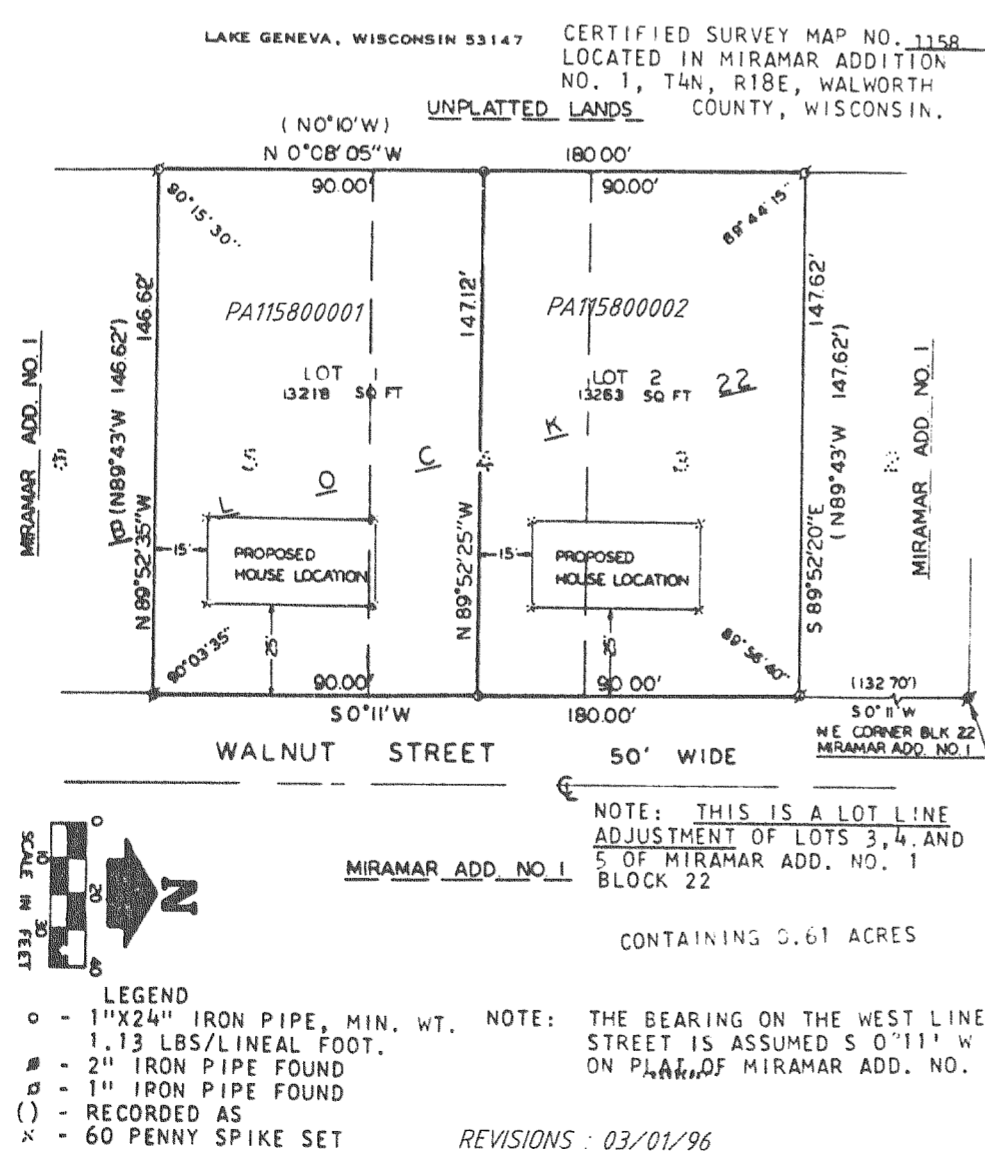 LAKE GENEVA, WISCONSIN 53147
CERTIFIED SURVEY MAP NO. 1158
LOCATED IN MIRAMAR ADDITION
NO. 1, T4N, R18E, WALWORTH
COUNTY, WISCONSIN.
UNPLATTED LANDS
(N0°10'W)
N 0°08'05"W
180.00'
90.00'
90.00'
90°15'30"
89°44'15"
146.62'
(N89°43'W 146.62')
N 89°52'35"W
147.12'
N 89°52'25"W
147.62'
(N89°43'W 147.62')
S 89°52'20"E
MIRAMAR ADD. NO. 1
MIRAMAR ADD NO. 1
PA115800001
PA115800002
LOT
13218 SQ FT
LOT 2
13263 SQ FT
B L O C K 22
15'
PROPOSED
HOUSE LOCATION
15'
PROPOSED
HOUSE LOCATION
25'
25'
90°03'35"
89°56'40"
90.00'
90.00'
S 0°11'W
180.00'
(132.70')
S 0°11'W
N E CORNER BLK 22
MIRAMAR ADD. NO. 1
WALNUT STREET 50' WIDE
NOTE: THIS IS A LOT LINE
ADJUSTMENT OF LOTS 3,4. AND
5 OF MIRAMAR ADD. NO. 1
BLOCK 22
MIRAMAR ADD. NO. 1
CONTAINING 0.61 ACRES
SCALE IN FEET
0
10
20
30
40
N
LEGEND
o - 1"X24" IRON PIPE, MIN. WT.
1.13 LBS/LINEAL FOOT.
- 2" IRON PIPE FOUND
- 1" IRON PIPE FOUND
() - RECORDED AS
x - 60 PENNY SPIKE SET
NOTE: THE BEARING ON THE WEST LINE
STREET IS ASSUMED S 0°11' W
ON PLAT OF MIRAMAR ADD. NO.
REVISIONS : 03/01/96